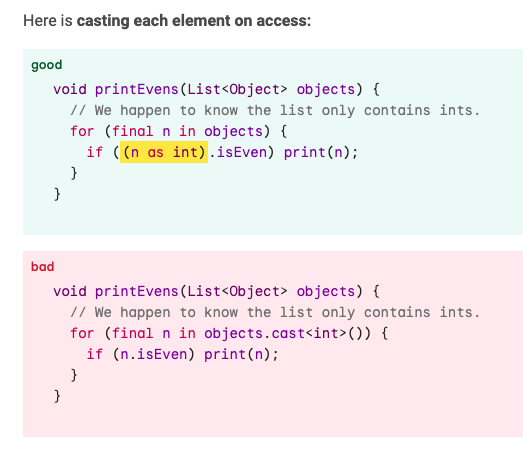 Here is casting each element on access:
good
void printEvens(List<Object> objects) {
  // We happen to know the list only contains ints.
  for (final n in objects) {
    if ((n as int).isEven) print(n);
  }
}
bad
void printEvens(List<Object> objects) {
  // We happen to know the list only contains ints.
  for (final n in objects.cast<int>()) {
    if (n.isEven) print(n);
  }
}